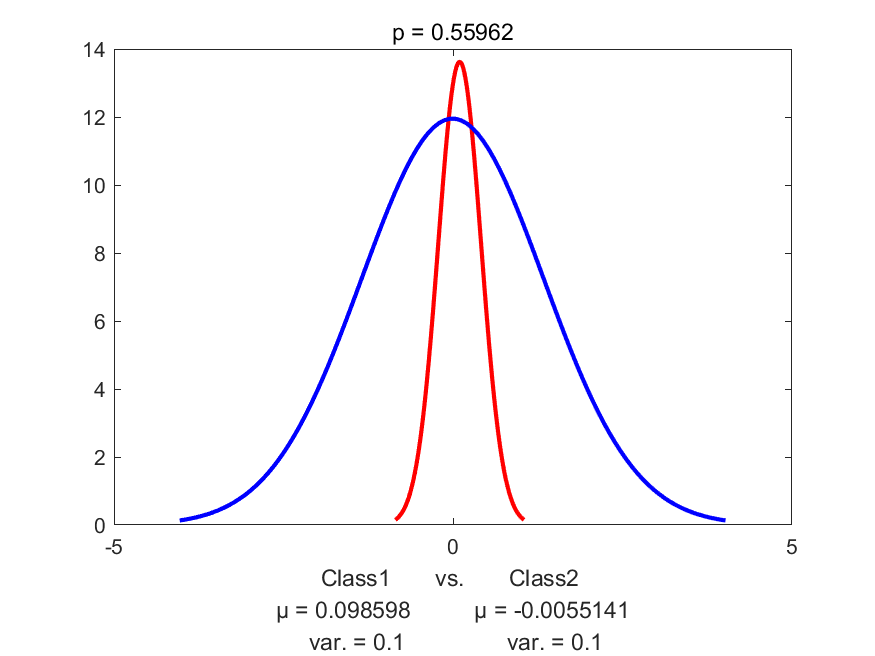 p = 0.55962
14
12
10
8
6
4
2
0
-5 0 5
Class1 vs. Class2
μ = 0.098598 μ = -0.0055141
var. = 0.1 var. = 0.1